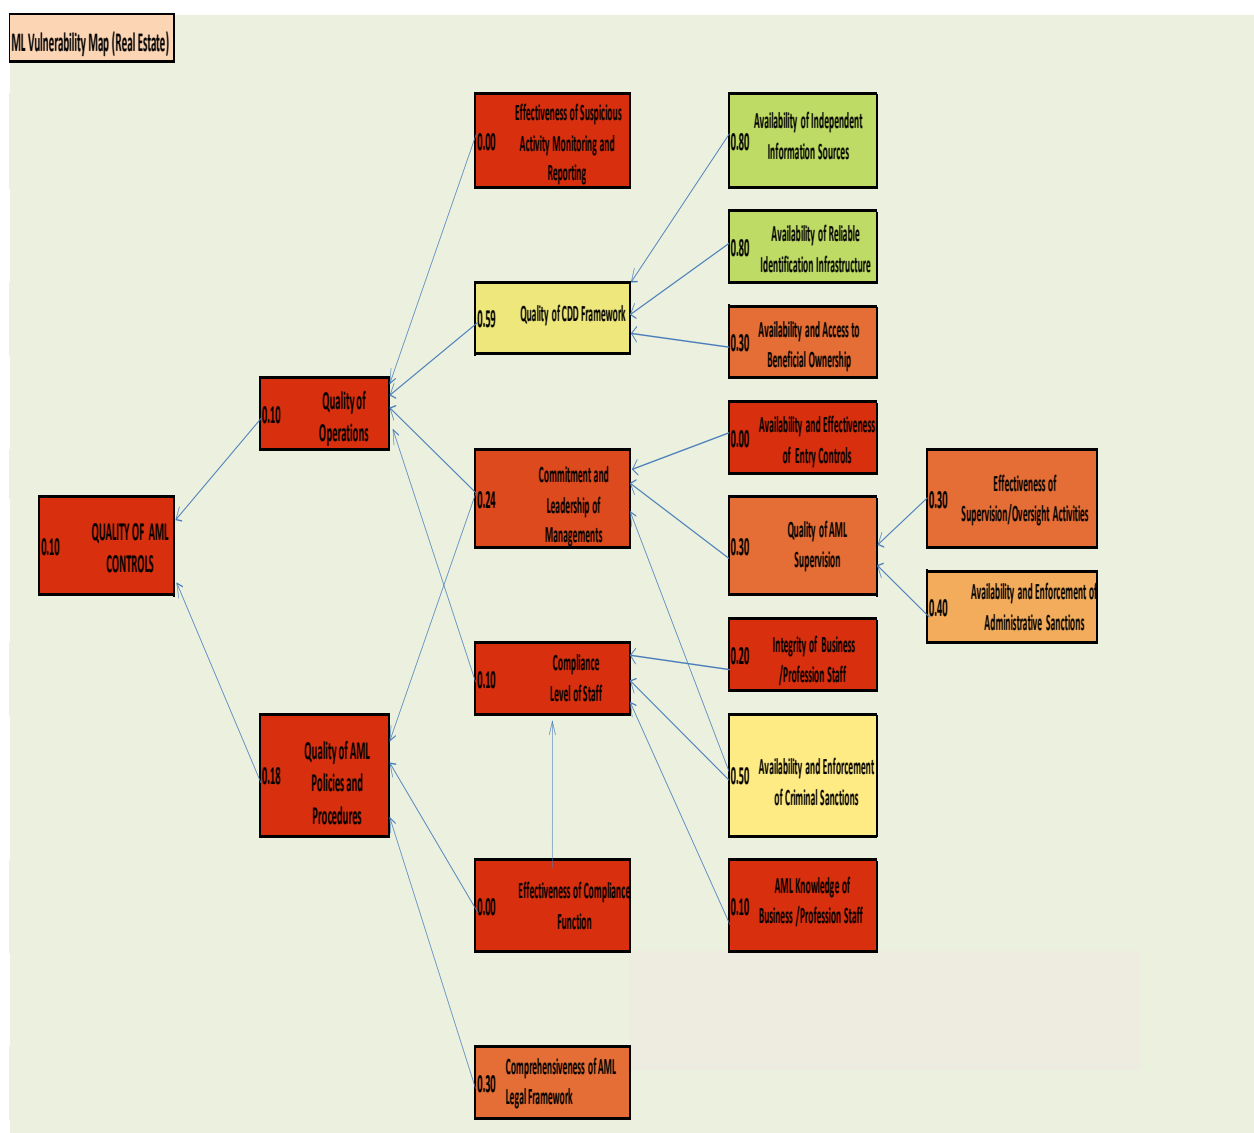 ML Vulnerability Map (Real Estate)
0.00
Effectiveness of Suspicious
Activity Monitoring and
Reporting
0.80
Availability of Independent
Information Sources
0.80
Availability of Reliable
Identification Infrastructure
0.59
Quality of CDD Framework
0.30
Availability and Access to
Beneficial Ownership
0.10
Quality of
Operations
0.00
Availability and Effectiveness
of Entry Controls
0.24
Commitment and
Leadership of
Managements
0.30
Effectiveness of
Supervision/Oversight Activities
0.10
QUALITY OF AML
CONTROLS
0.30
Quality of AML
Supervision
0.40
Availability and Enforcement of
Administrative Sanctions
0.10
Compliance
Level of Staff
0.20
Integrity of Business
/Profession Staff
0.18
Quality of AML
Policies and
Procedures
0.50
Availability and Enforcement
of Criminal Sanctions
0.00
Effectiveness of Compliance
Function
0.10
AML Knowledge of
Business /Profession Staff
0.30
Comprehensiveness of AML
Legal Framework